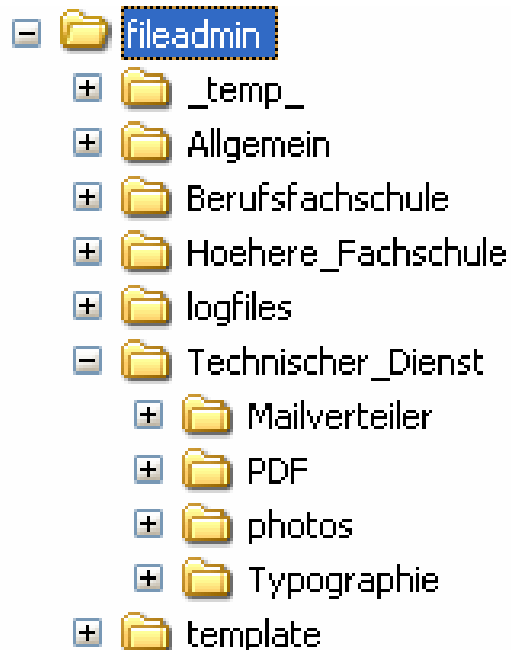 fileadmin
_temp_
Allgemein
Berufsfachschule
Hoehere_Fachschule
logfiles
Technischer_Dienst
Mailverteiler
PDF
photos
Typographie
template